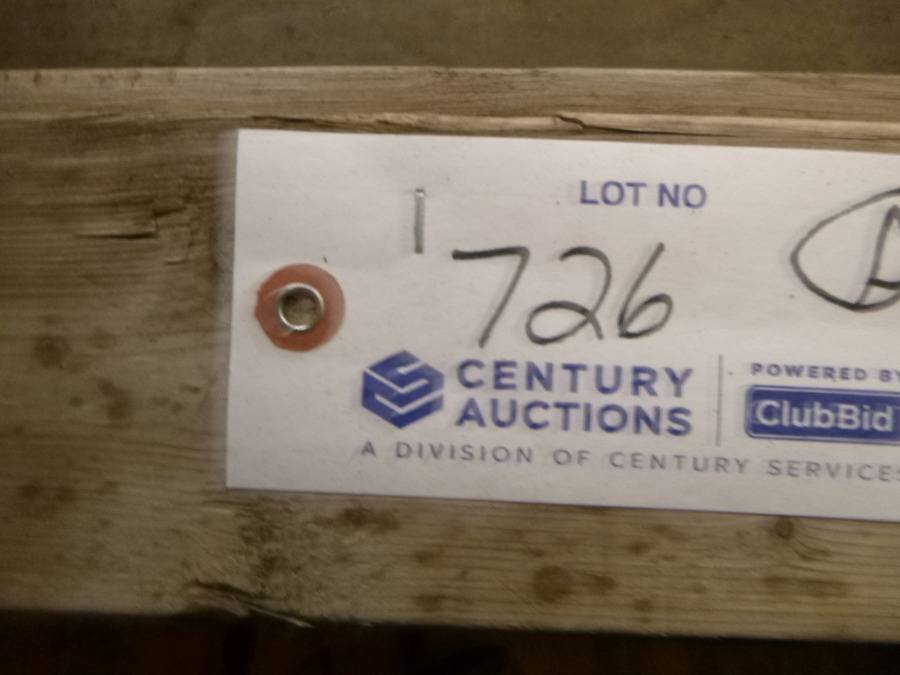 LOT NO
726
CENTURY AUCTIONS
A DIVISION OF CENTURY SERVICES
POWERED BY
ClubBid